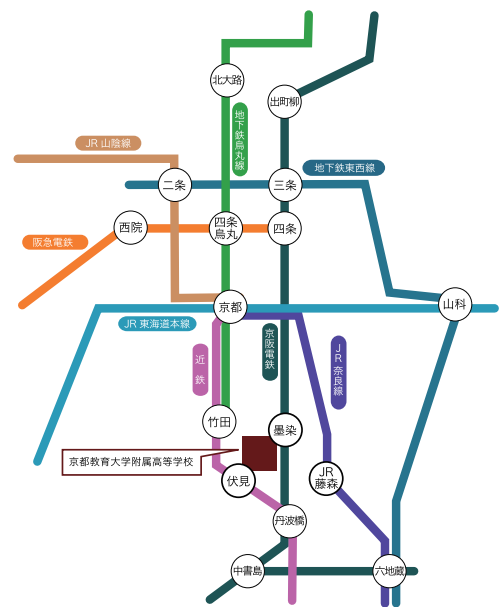 北大路
出町柳
地下鉄烏丸線
JR 山陰線
地下鉄東西線
二条
三条
西院
四条
烏丸
四条
阪急電鉄
京都
山科
JR 東海道本線
京阪電鉄
近鉄
JR奈良線
竹田
墨染
京都教育大学附属高等学校
伏見
JR
藤森
丹波橋
中書島
六地蔵